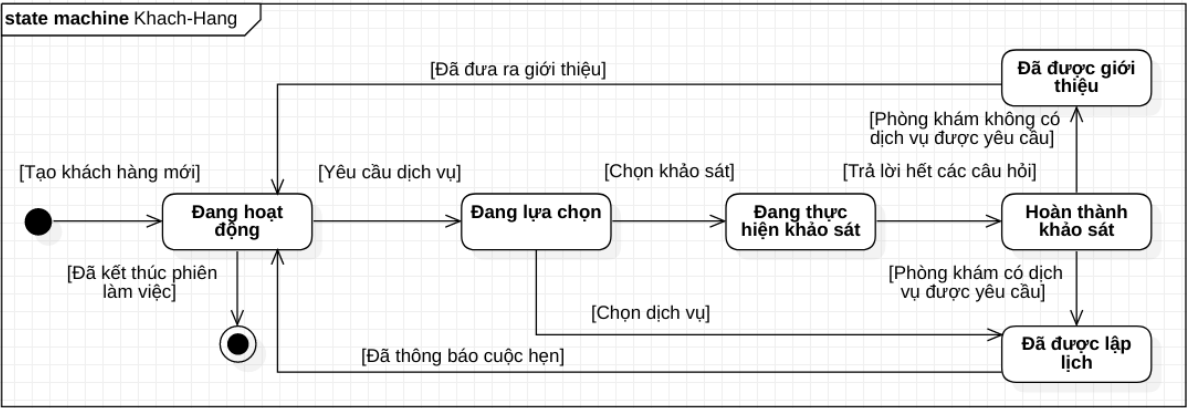 state machine Khach-Hang
[Đã đưa ra giới thiệu]
Đã được giới
thiệu
[Phòng khám không có
dịch vụ được yêu cầu]
[Tạo khách hàng mới]
[Yêu cầu dịch vụ]
[Chọn khảo sát]
[Trả lời hết các câu hỏi]
Đang hoạt
động
Đang lựa chọn
Đang thực
hiện khảo sát
Hoàn thành
khảo sát
[Đã kết thúc phiên
làm việc]
[Phòng khám có dịch
vụ được yêu cầu]
[Chọn dịch vụ]
[Đã thông báo cuộc hẹn]
Đã được lập
lịch